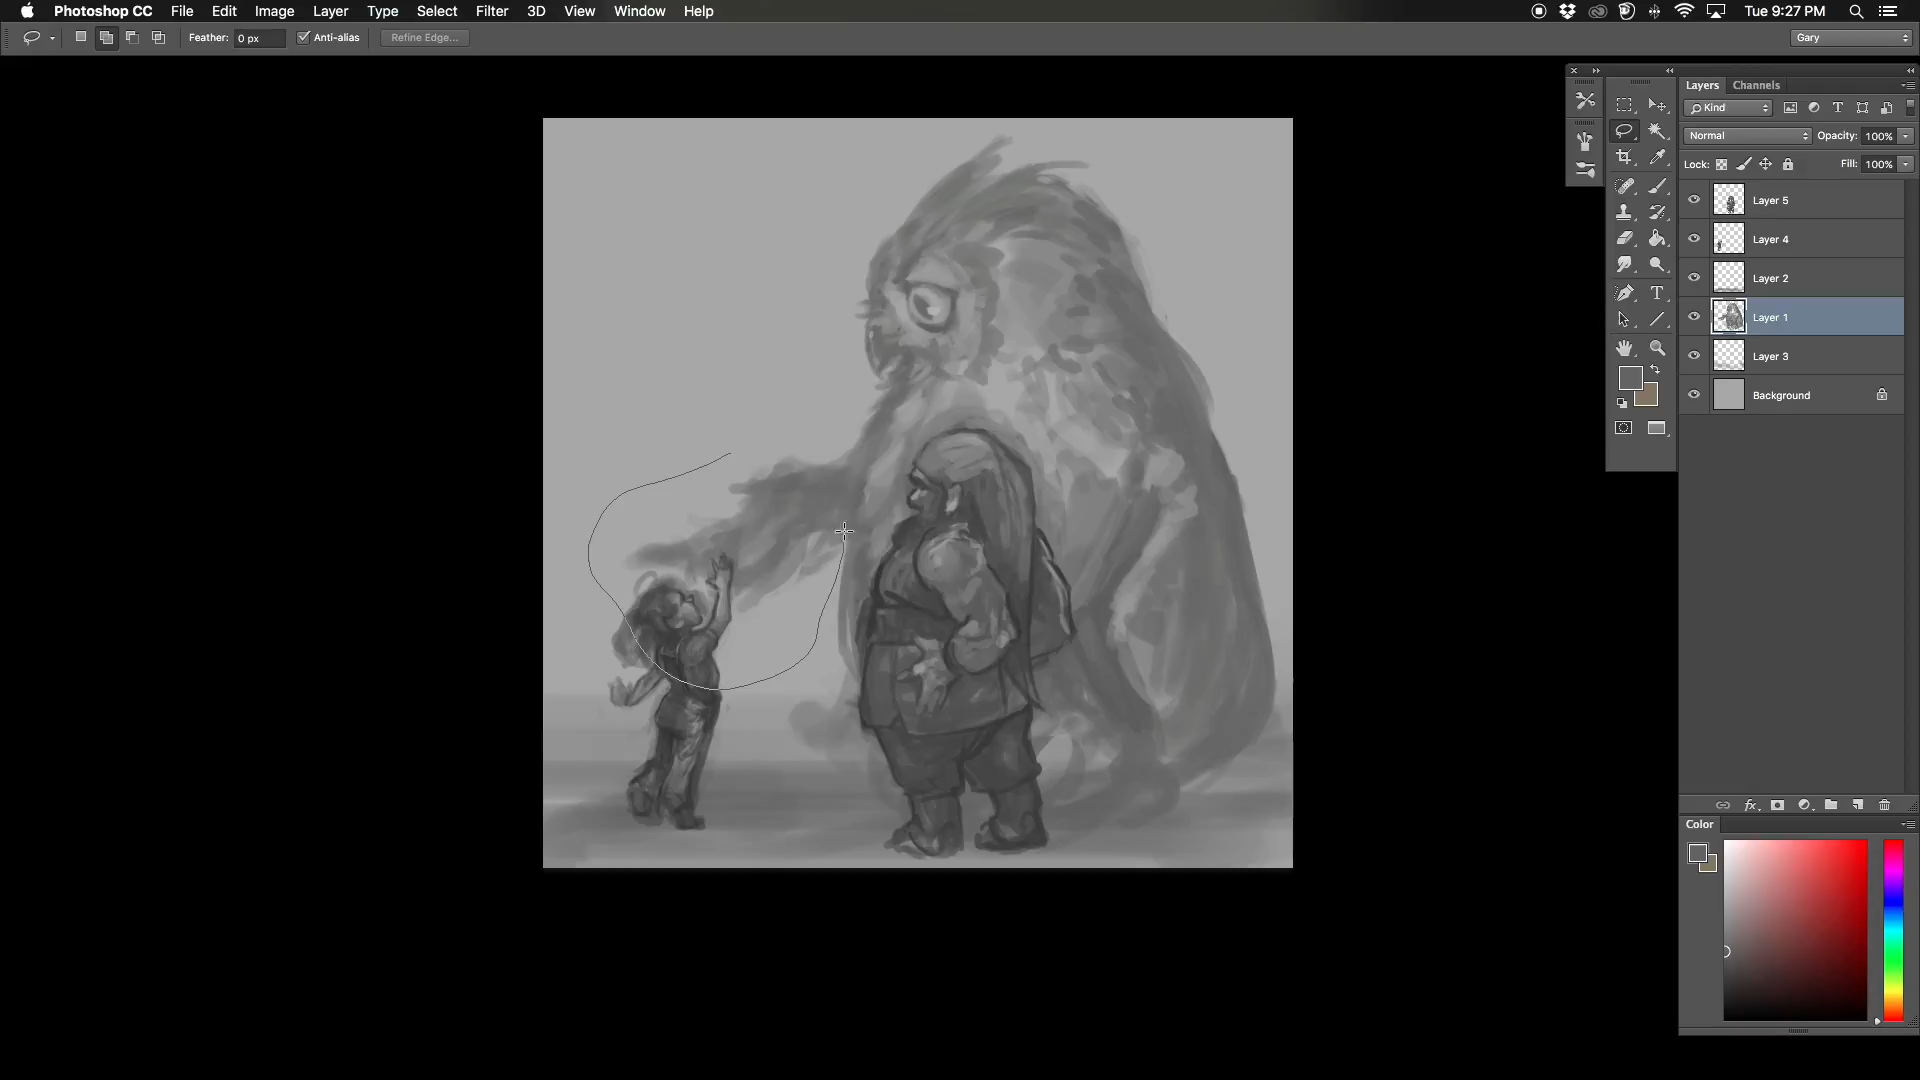 Photoshop CC File Edit Image Layer Type Select Filter 3D View Window Help Tue 9:27 PM
Feather: 0 px Anti-alias Refine Edge... Gary
Layers Channels
Kind
Normal Opacity: 100%
Lock: Fill: 100%
Layer 5
Layer 4
Layer 2
Layer 1
Layer 3
Background
fx
Color